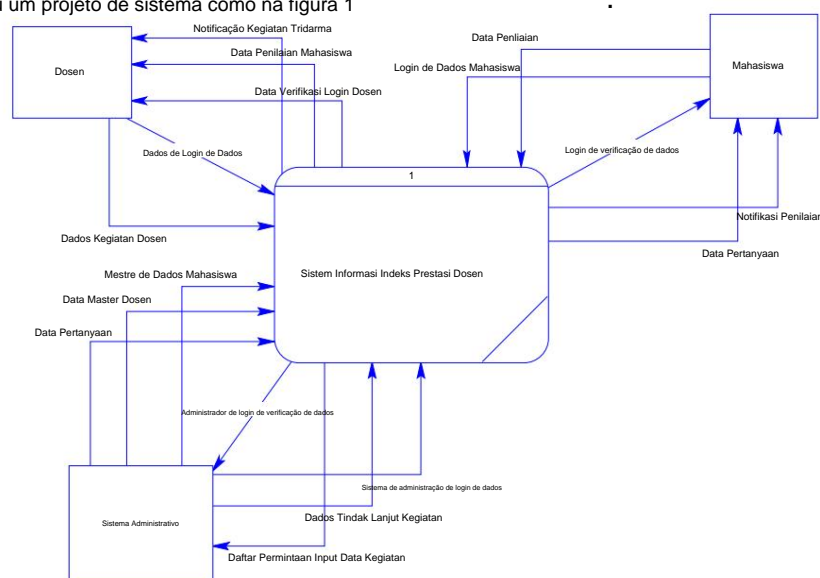 i um projeto de sistema como na figura 1
.
Notificação Kegiatan Tridarma
Data Penilaian Mahasiswa
Data Verifikasi Login Dosen
Dosen
Dados de Login de Dados
Dados Kegiatan Dosen
Data Penliaian
Login de Dados Mahasiswa
Mahasiswa
Login de verificação de dados
Notifikasi Penilaian
Data Pertanyaan
1
Sistem Informasi Indeks Prestasi Dosen
Mestre de Dados Mahasiswa
Data Master Dosen
Data Pertanyaan
Administrador de login de verificação de dados
Sistema de administração de login de dados
Dados Tindak Lanjut Kegiatan
Daftar Permintaan Input Data Kegiatan
Sistema Administrativo